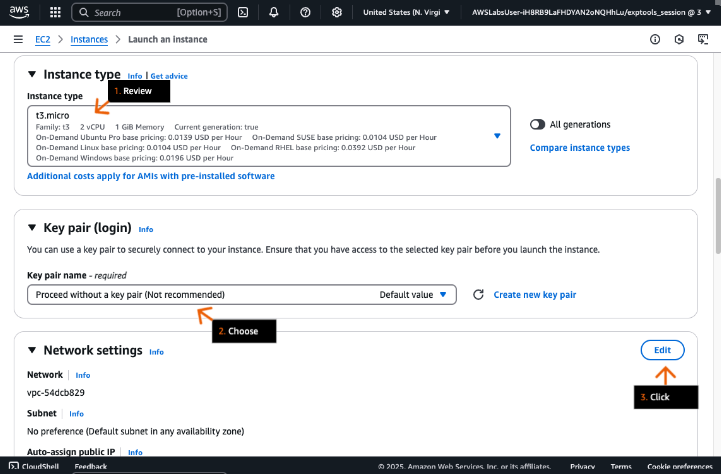 aws
Search [Option+S]
United States (N. Virgi
AWSLabsUser-iH8RB9LaFHDYAN2oNQHhLu/exptools_session @ 3
EC2 > Instances > Launch an instance
Instance type Info | Get advice
1. Review
Instance type
t3.micro
Family: t3 2 vCPU 1 GiB Memory Current generation: true
On-Demand Ubuntu Pro base pricing: 0.0139 USD per Hour On-Demand SUSE base pricing: 0.0104 USD per Hour
On-Demand Linux base pricing: 0.0104 USD per Hour On-Demand RHEL base pricing: 0.0392 USD per Hour
On-Demand Windows base pricing: 0.0196 USD per Hour
All generations
Compare instance types
Additional costs apply for AMIs with pre-installed software
Key pair (login) Info
You can use a key pair to securely connect to your instance. Ensure that you have access to the selected key pair before you launch the instance.
Key pair name - required
Proceed without a key pair (Not recommended) Default value
Create new key pair
2. Choose
Network settings Info
Edit
Network | Info
3. Click
vpc-54dcb829
Subnet | Info
No preference (Default subnet in any availability zone)
Auto-assign public IP | Info
CloudShell Feedback © 2025, Amazon Web Services, Inc. or its affiliates. Privacy Terms Cookie preferences